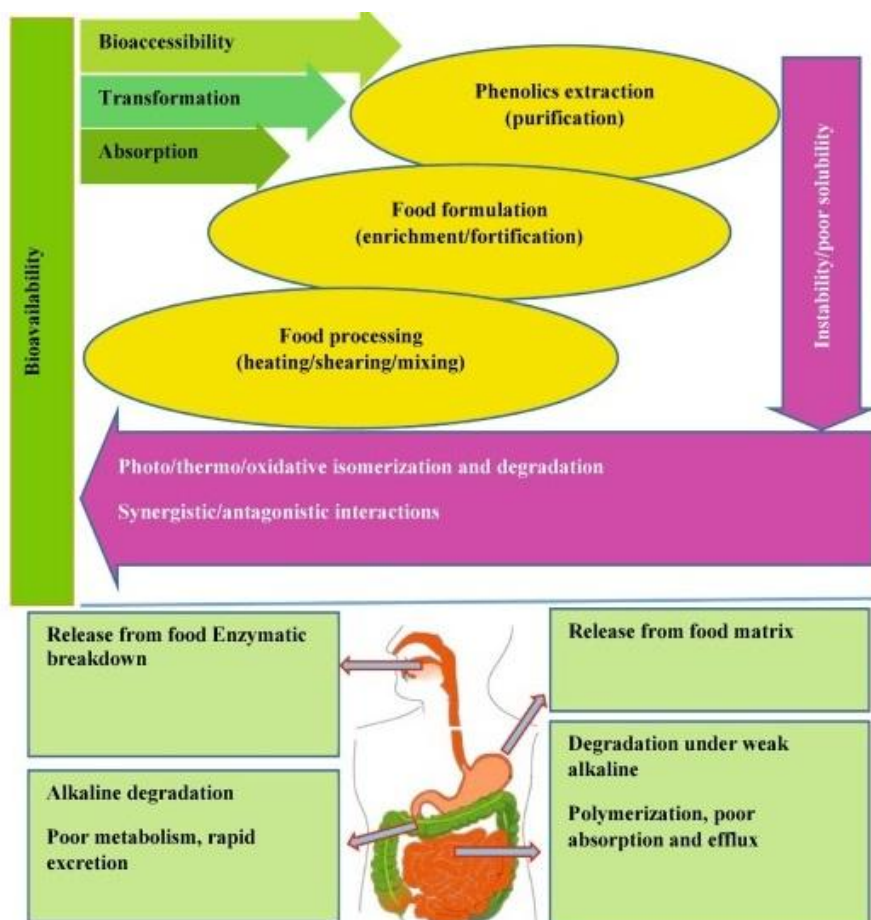 Bioavailability
Bioaccessibility
Transformation
Absorption
Phenolics extraction
(purification)
Food formulation
(enrichment/fortification)
Food processing
(heating/shearing/mixing)
Instability/poor solubility
Photo/thermo/oxidative isomerization and degradation
Synergistic/antagonistic interactions
Release from food Enzymatic
breakdown
Release from food matrix
Alkaline degradation
Poor metabolism, rapid
excretion
Degradation under weak
alkaline
Polymerization, poor
absorption and efflux